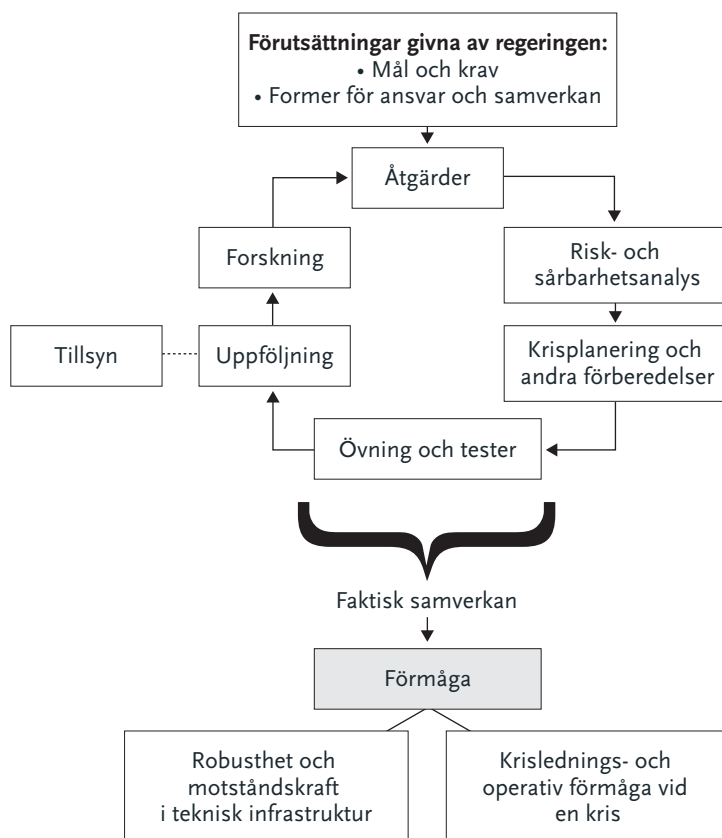 Förutsättningar givna av regeringen:
• Mål och krav
• Former för ansvar och samverkan
Åtgärder
Forskning
Risk- och
sårbarhetsanalys
Tillsyn
Uppföljning
Krisplanering och
andra förberedelser
Övning och tester
Faktisk samverkan
Förmåga
Robusthet och
motståndskraft
i teknisk infrastruktur
Krislednings- och
operativ förmåga vid
en kris